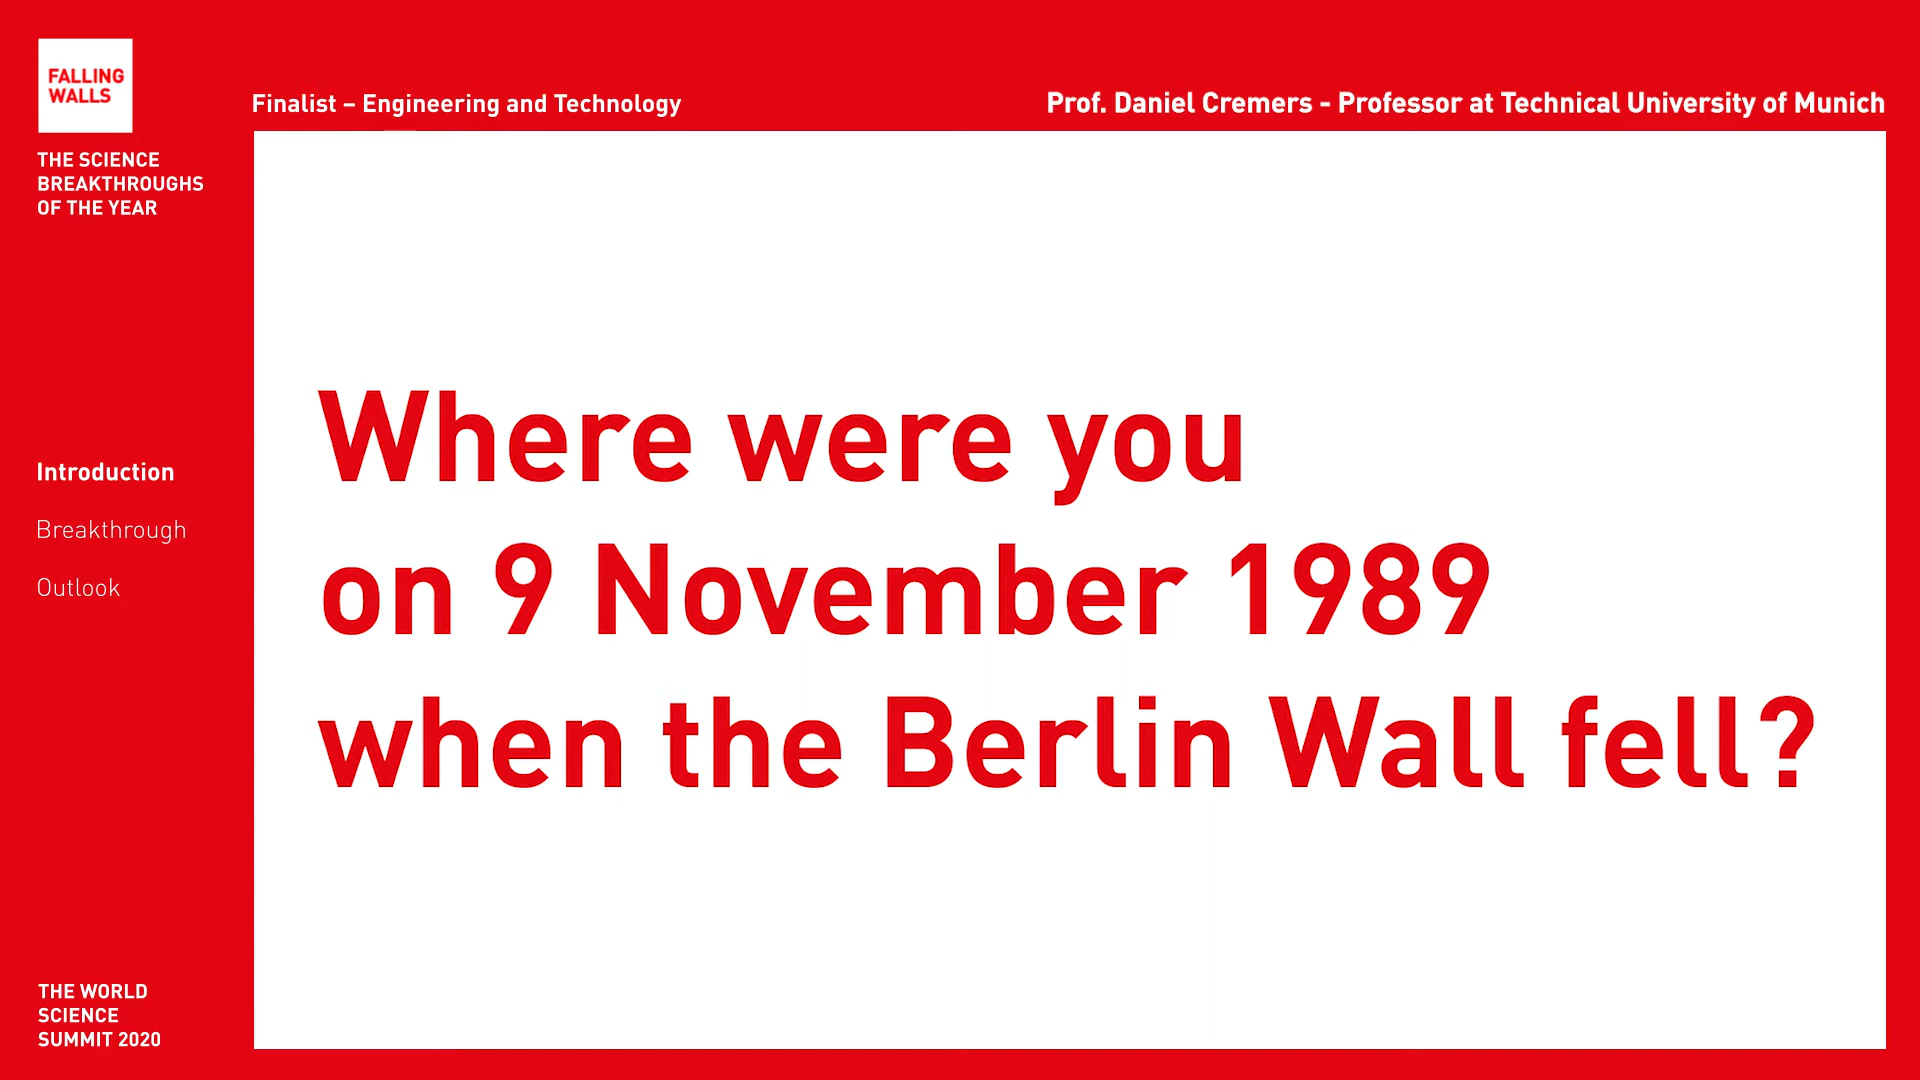 FALLING
WALLS
THE SCIENCE
BREAKTHROUGHS
OF THE YEAR
Finalist – Engineering and Technology
Prof. Daniel Cremers - Professor at Technical University of Munich
Introduction
Breakthrough
Outlook
Where were you
on 9 November 1989
when the Berlin Wall fell?
THE WORLD
SCIENCE
SUMMIT 2020